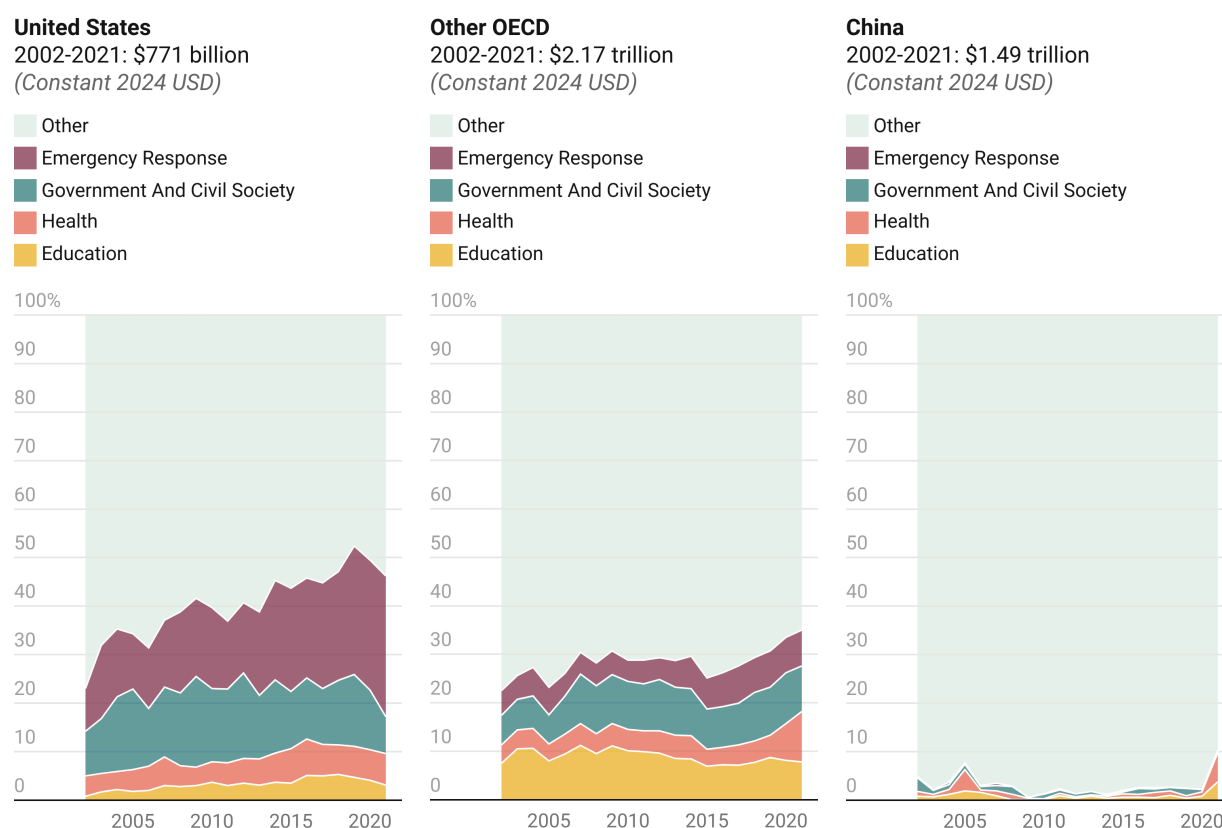 United States
2002-2021: $771 billion
(Constant 2024 USD)
Other
Emergency Response
Government And Civil Society
Health
Education
100%
90
80
70
60
50
40
30
20
10
0
2005 2010 2015 2020
Other OECD
2002-2021: $2.17 trillion
(Constant 2024 USD)
Other
Emergency Response
Government And Civil Society
Health
Education
100%
90
80
70
60
50
40
30
20
10
0
2005 2010 2015 2020
China
2002-2021: $1.49 trillion
(Constant 2024 USD)
Other
Emergency Response
Government And Civil Society
Health
Education
100%
90
80
70
60
50
40
30
20
10
0
2005 2010 2015 2020